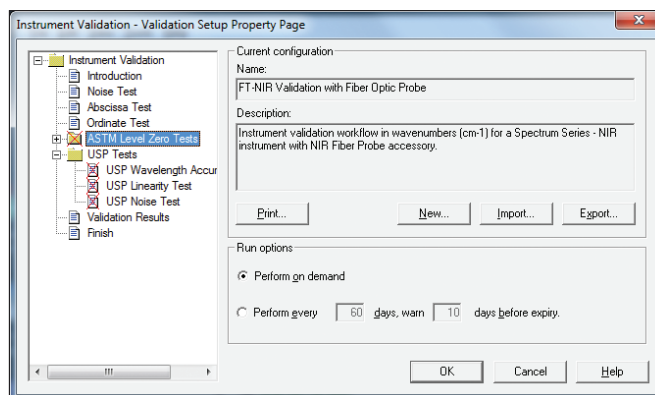 Instrument Validation - Validation Setup Property Page
Instrument Validation
Introduction
Noise Test
Abscissa Test
Ordinate Test
ASTM Level Zero Tests
USP Tests
USP Wavelength Accur
USP Linearity Test
USP Noise Test
Validation Results
Finish
Current configuration
Name:
FT-NIR Validation with Fiber Optic Probe
Description:
Instrument validation workflow in wavenumbers (cm-1) for a Spectrum Series - NIR
instrument with NIR Fiber Probe accessory.
Print... New... Import... Export...
Run options
Perform on demand
Perform every 60 days, warn 10 days before expiry.
OK Cancel Help